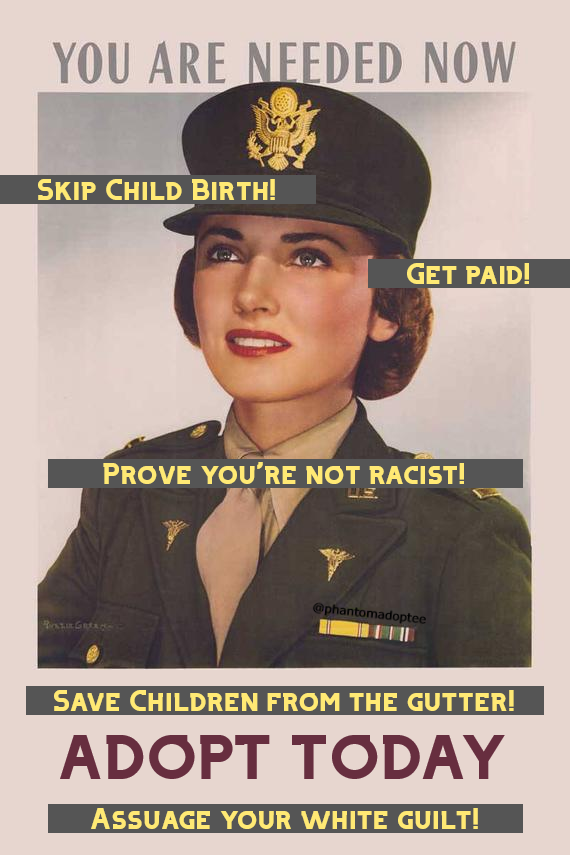 YOU ARE NEEDED NOW
SKIP CHILD BIRTH!
GET PAID!
PROVE YOU'RE NOT RACIST!
U.S.
@phantomadoptee
SAVE CHILDREN FROM THE GUTTER!
ADOPT TODAY
ASSUAGE YOUR WHITE GUILT!